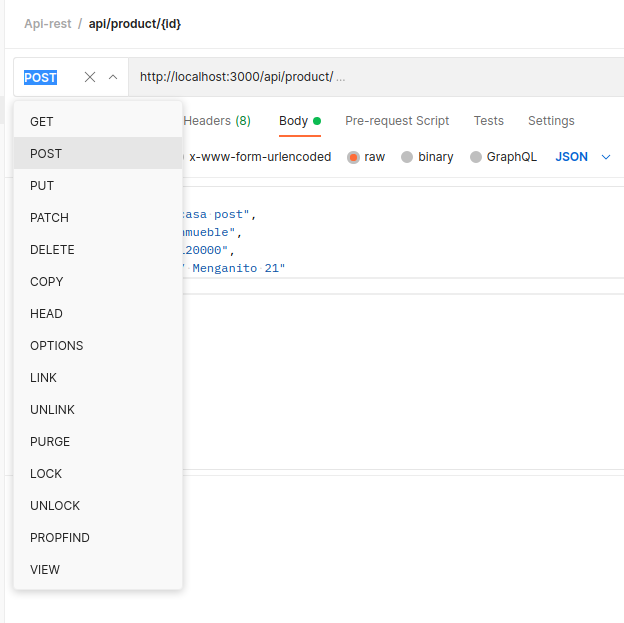 Api-rest / api/product/{id}
POST
http://localhost:3000/api/product/ ...
Headers (8)
Body
Pre-request Script
Tests
Settings
x-www-form-urlencoded
raw
binary
GraphQL
JSON
casa post",
nmueble",
120000",
Menganito 21"
GET
POST
PUT
PATCH
DELETE
COPY
HEAD
OPTIONS
LINK
UNLINK
PURGE
LOCK
UNLOCK
PROPFIND
VIEW